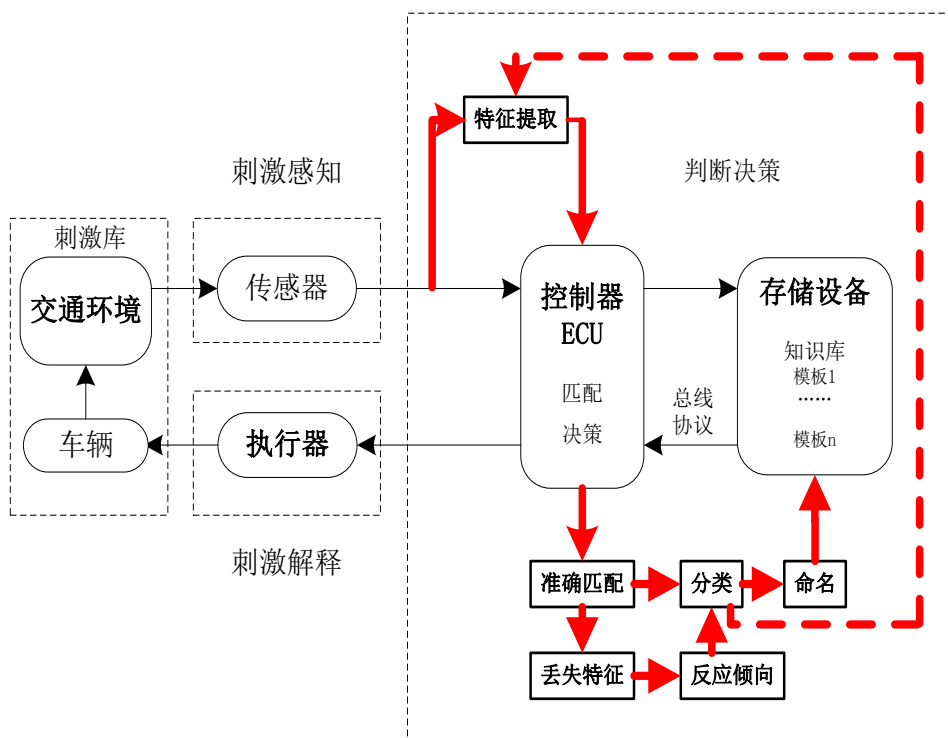 特征提取
刺激感知
判断决策
刺激库
交通环境
传感器
控制器
ECU
匹配
决策
存储设备
知识库
模板1
……
模板n
总线
协议
车辆
执行器
刺激解释
准确匹配
分类
命名
丢失特征
反应倾向